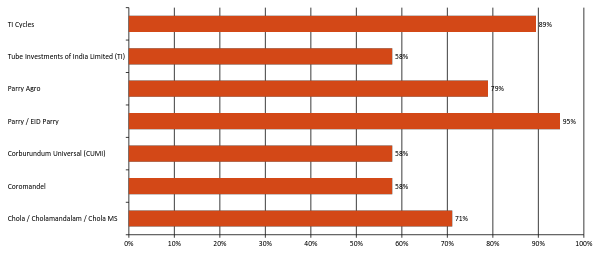 TI Cycles
89%
Tube Investments of India Limited (TI)
58%
Parry Agro
79%
Parry / EID Parry
95%
Corburundum Universal (CUMI)
58%
Coromandel
58%
Chola / Cholamandalam / Chola MS
71%
0% 10% 20% 30% 40% 50% 60% 70% 80% 90% 100%